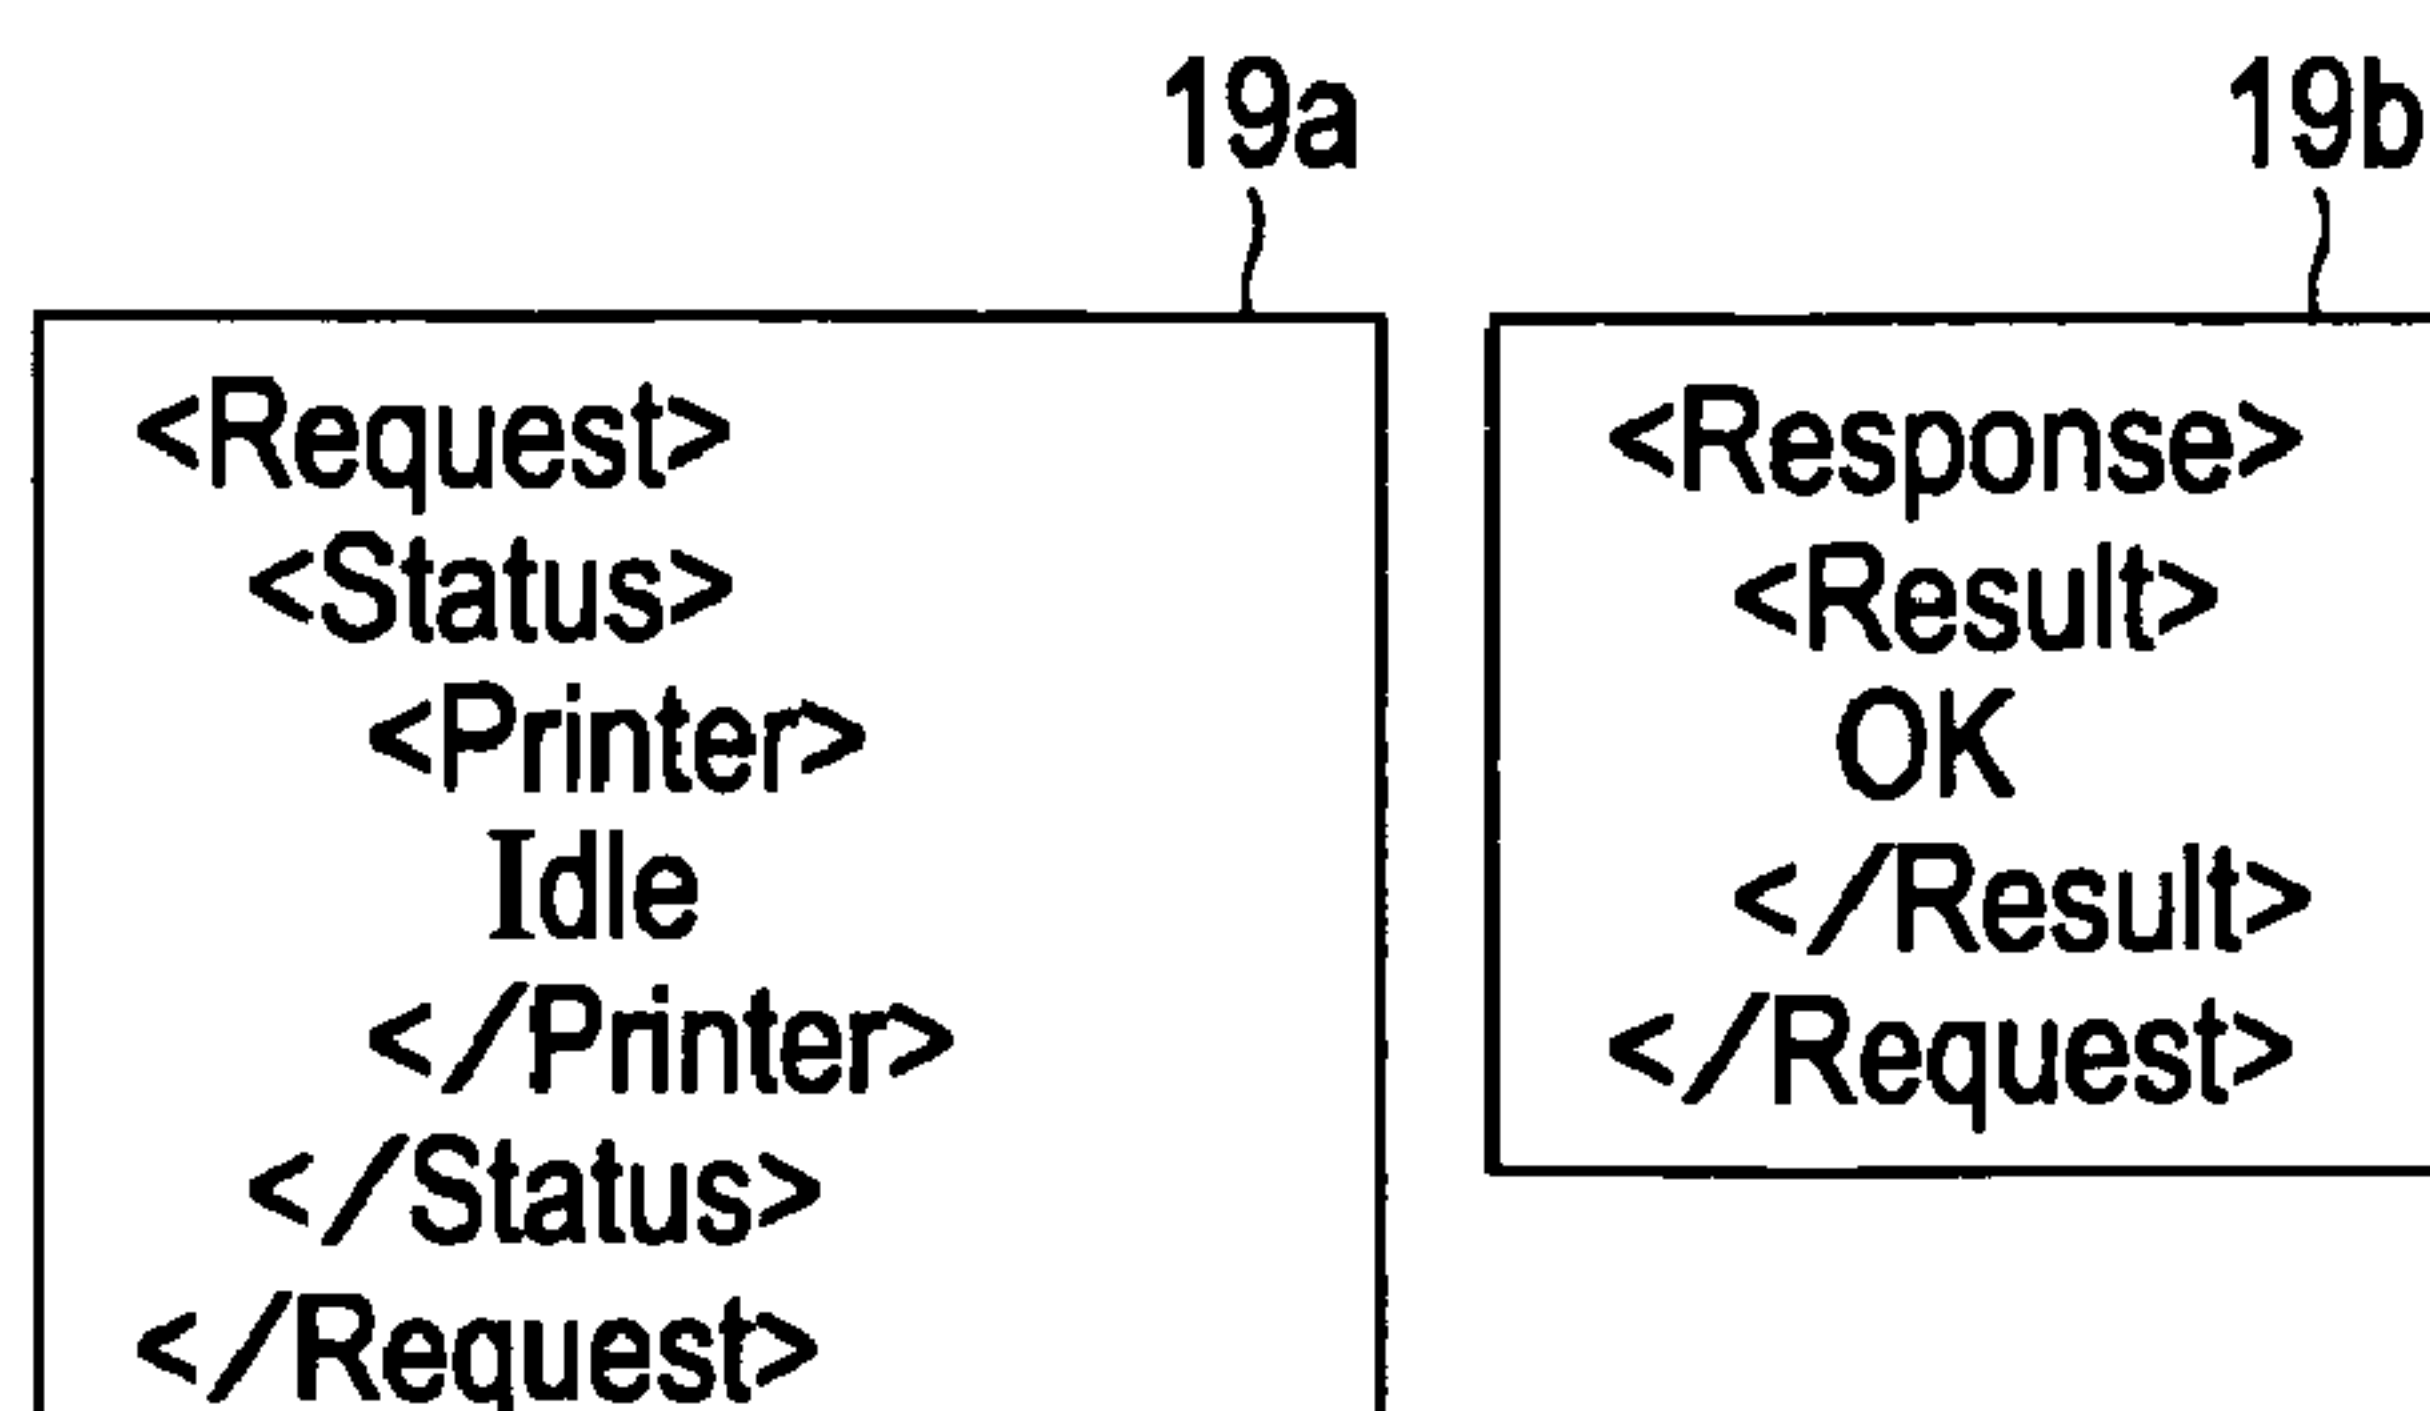 19a
<Request>
<Status>
<Printer>
Idle
</Printer>
</Status>
</Request>
19b
<Response>
<Result>
OK
</Result>
</Request>